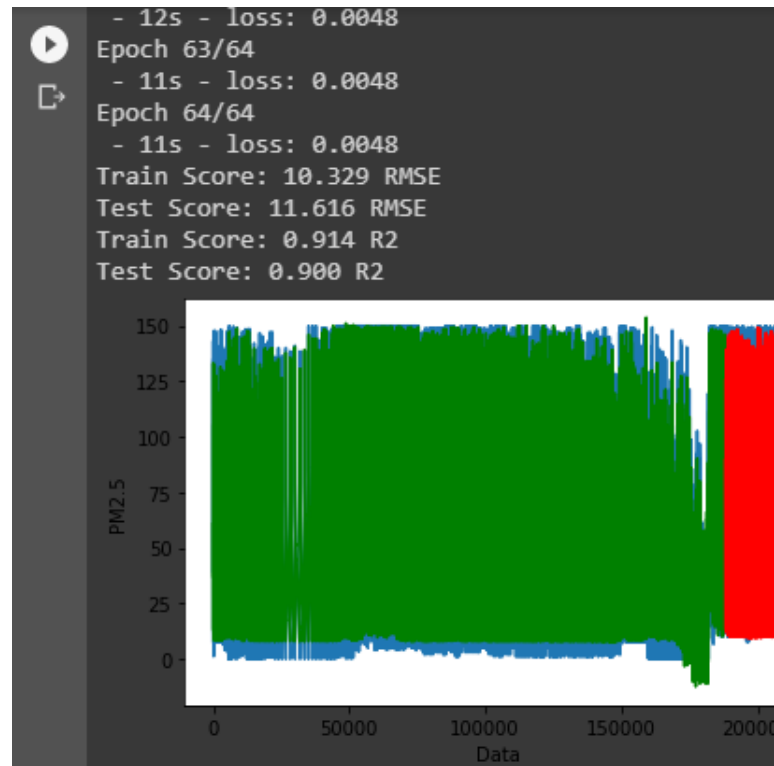 - 12s - loss: 0.0048
Epoch 63/64
- 11s - loss: 0.0048
Epoch 64/64
- 11s - loss: 0.0048
Train Score: 10.329 RMSE
Test Score: 11.616 RMSE
Train Score: 0.914 R2
Test Score: 0.900 R2
150
125
100
75
50
25
0
PM2.5
0 50000 100000 150000 20000
Data